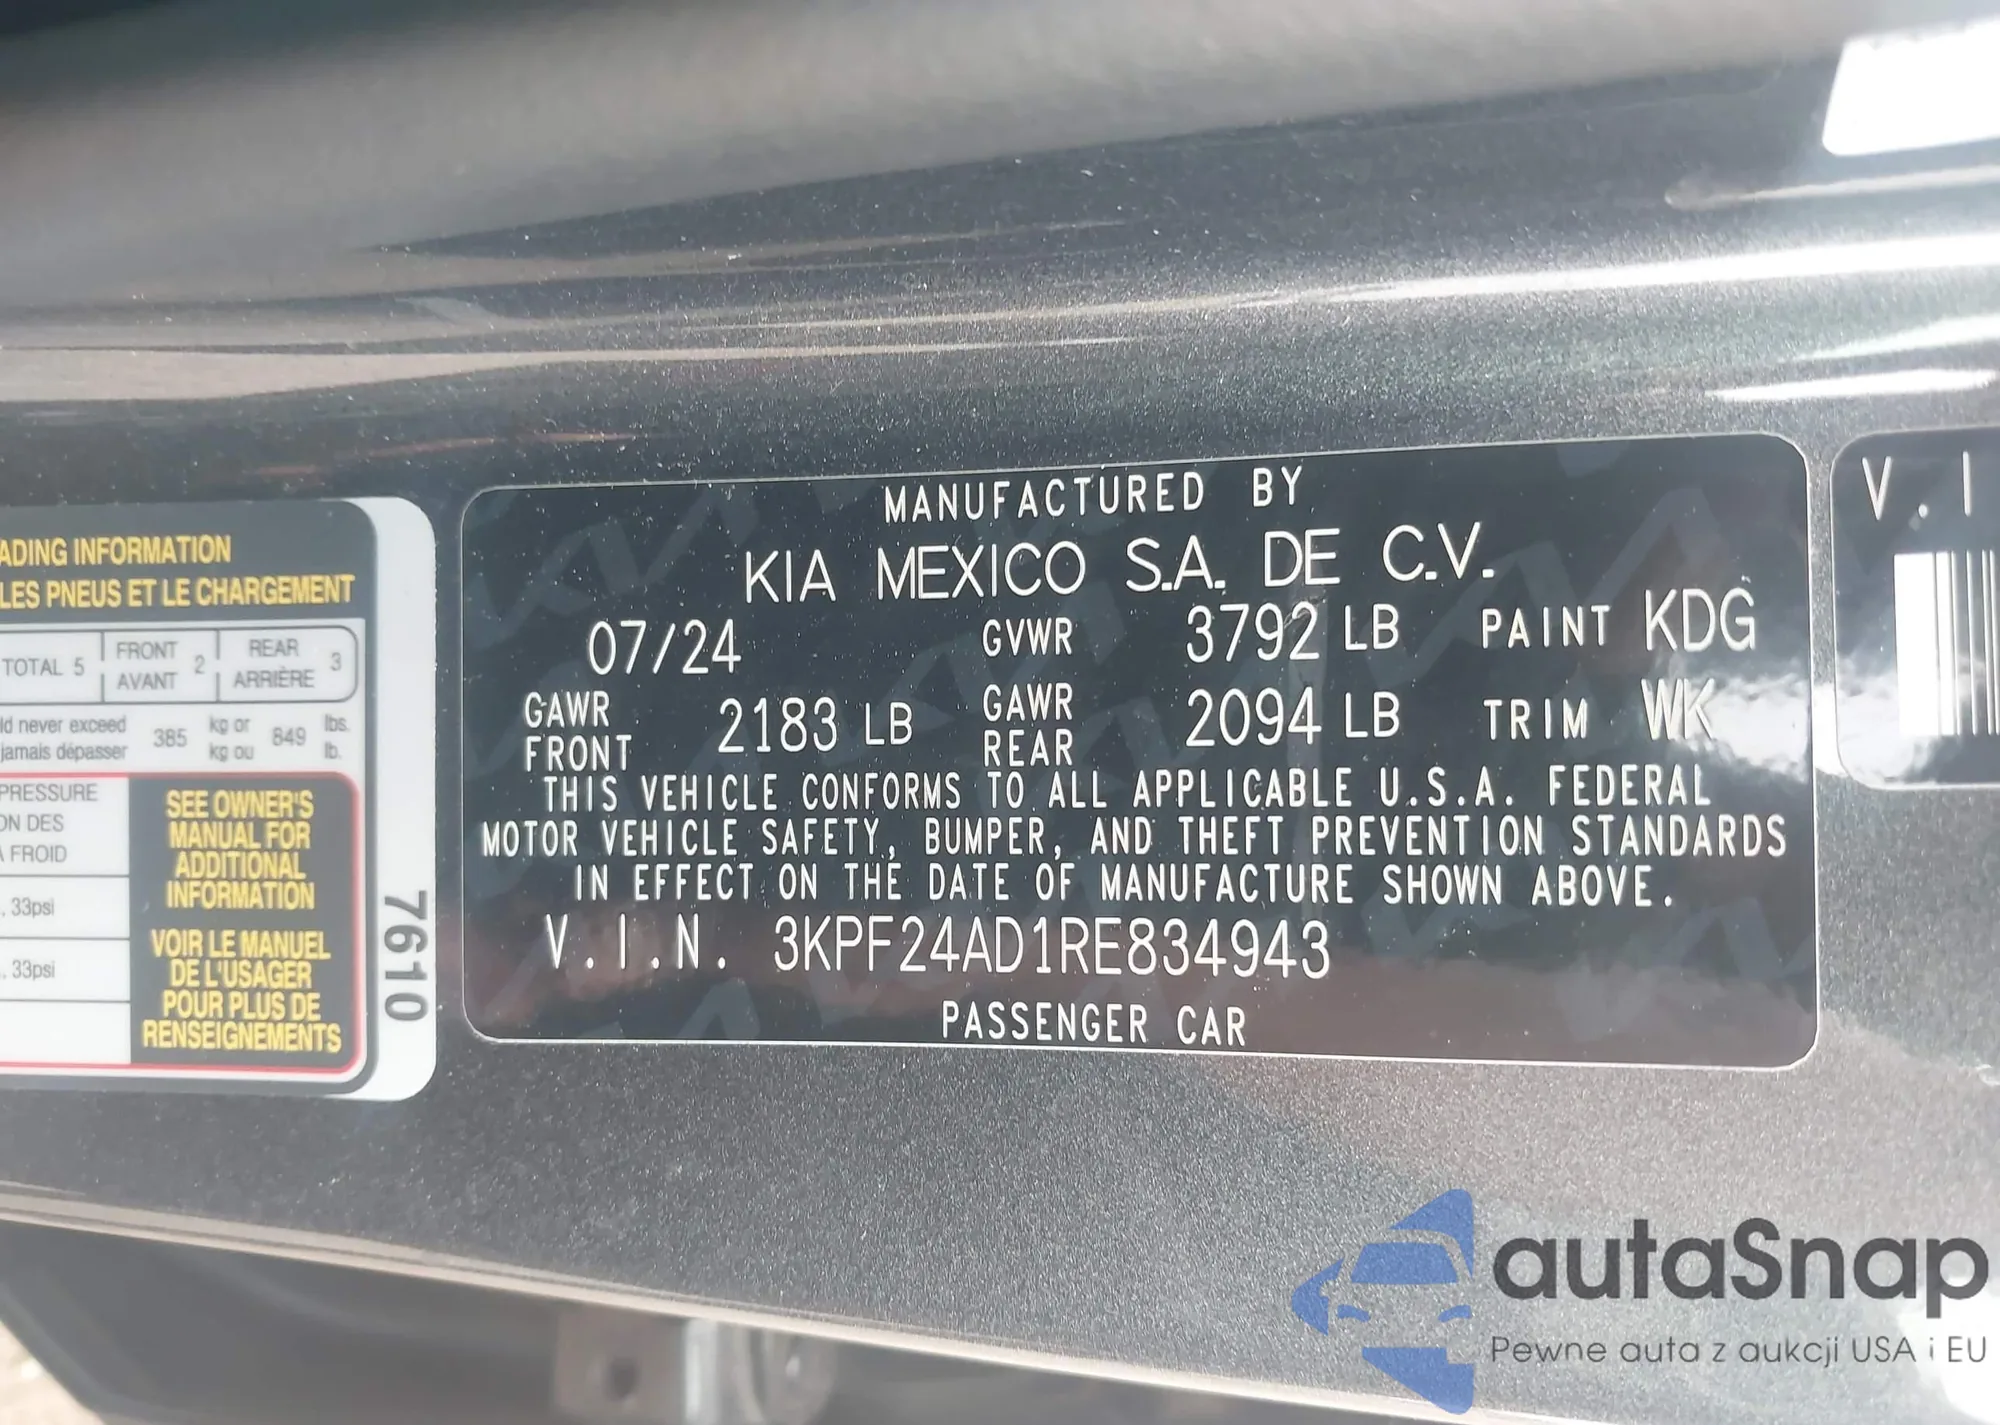 ADING INFORMATION
LES PNEUS ET LE CHARGEMENT
TOTAL 5 FRONT AVANT 2 REAR ARRIÈRE 3
ld never exceed 385 kg or 849 lbs.
jamais dépasser kg ou lb.
PRESSURE
ON DES
A FROID
33psi
33psi
SEE OWNER'S
MANUAL FOR
ADDITIONAL
INFORMATION
VOIR LE MANUEL
DE L'USAGER
POUR PLUS DE
RENSEIGNEMENTS
7610
MANUFACTURED BY
KIA MEXICO S.A. DE C.V.
07/24 GVWR 3792 LB PAINT KDG
GAWR FRONT 2183 LB GAWR REAR 2094 LB TRIM WK
THIS VEHICLE CONFORMS TO ALL APPLICABLE U.S.A. FEDERAL
MOTOR VEHICLE SAFETY, BUMPER, AND THEFT PREVENTION STANDARDS
IN EFFECT ON THE DATE OF MANUFACTURE SHOWN ABOVE.
V.I.N. 3KPF24AD1RE834943
PASSENGER CAR
V.I
autaSnap
Pewne auta z aukcji USA i EU